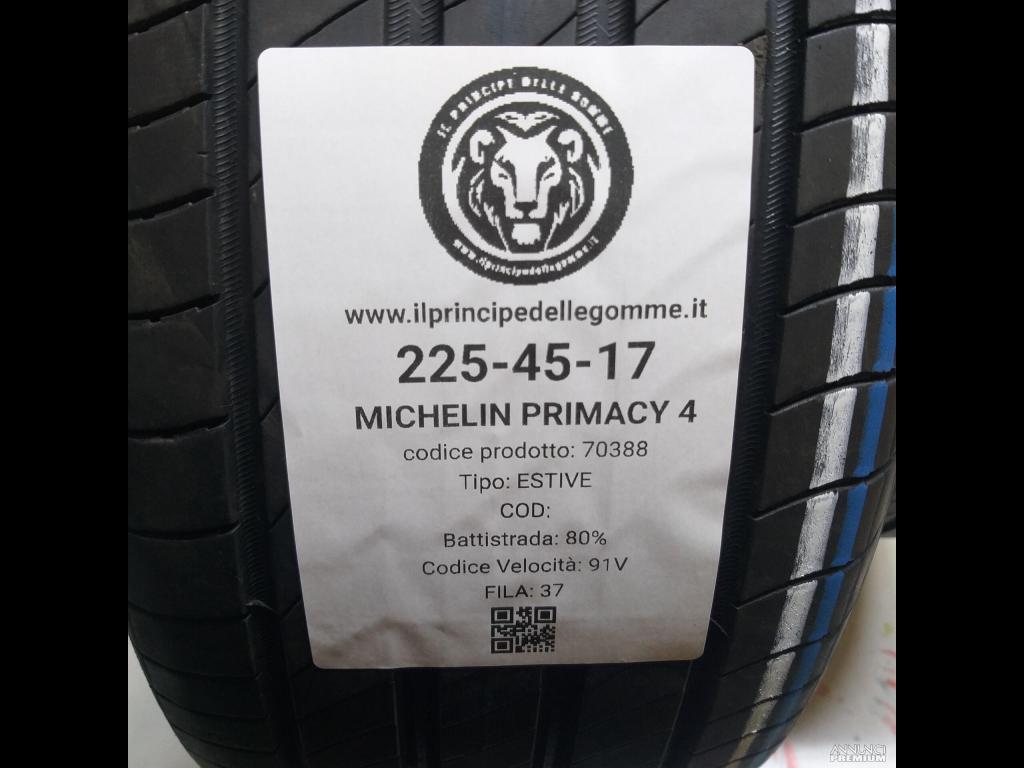 IL PRINCIPE DELLE GOMME
www.ilprincipedellegomme.it
www.ilprincipedellegomme.it
225-45-17
MICHELIN PRIMACY 4
codice prodotto: 70388
Tipo: ESTIVE
COD:
Battistrada: 80%
Codice Velocità: 91V
FILA: 37
ANNUNCI
PREMIUM